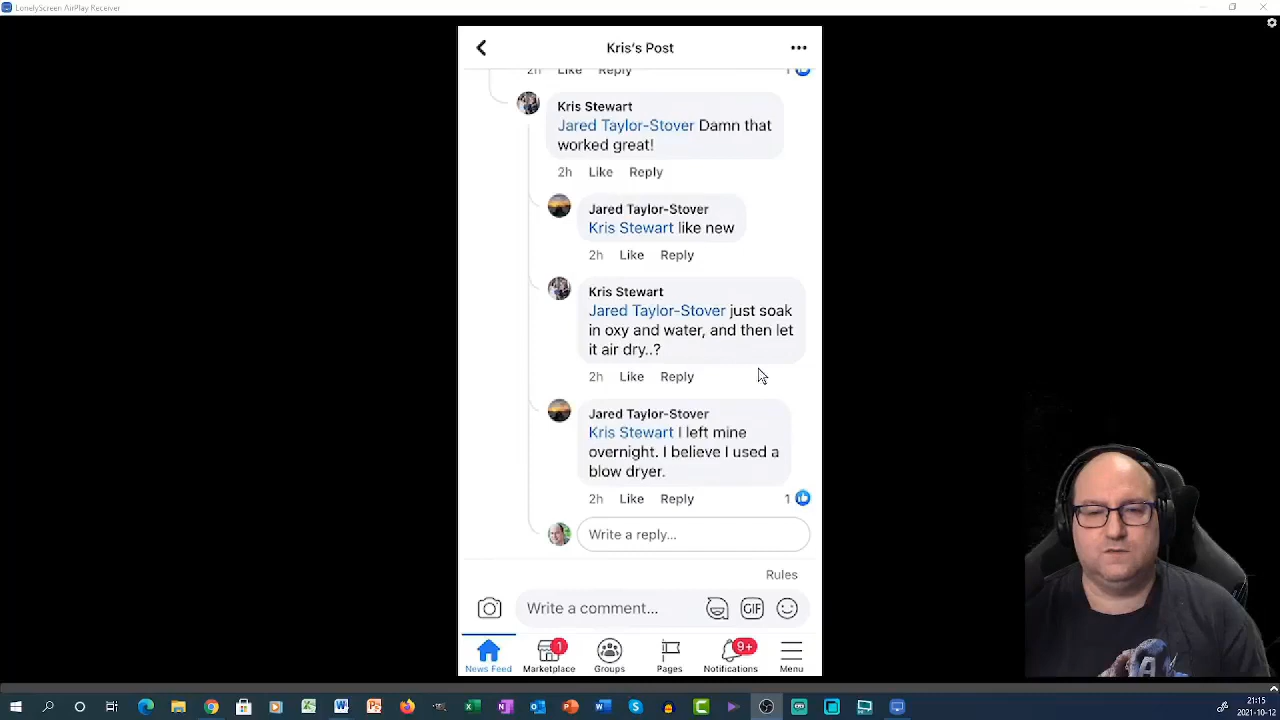 LonelyScreen AirPlay Receiver
Kris's Post
2h Like Reply 1
Kris Stewart
Jared Taylor-Stover Damn that
worked great!
2h Like Reply
Jared Taylor-Stover
Kris Stewart like new
2h Like Reply
Kris Stewart
Jared Taylor-Stover just soak
in oxy and water, and then let
it air dry..?
2h Like Reply
Jared Taylor-Stover
Kris Stewart I left mine
overnight. I believe I used a
blow dryer.
2h Like Reply 1
Write a reply...
Rules
Write a comment... GIF
1 9+
News Feed Marketplace Groups Pages Notifications Menu
21:15
2021-10-12